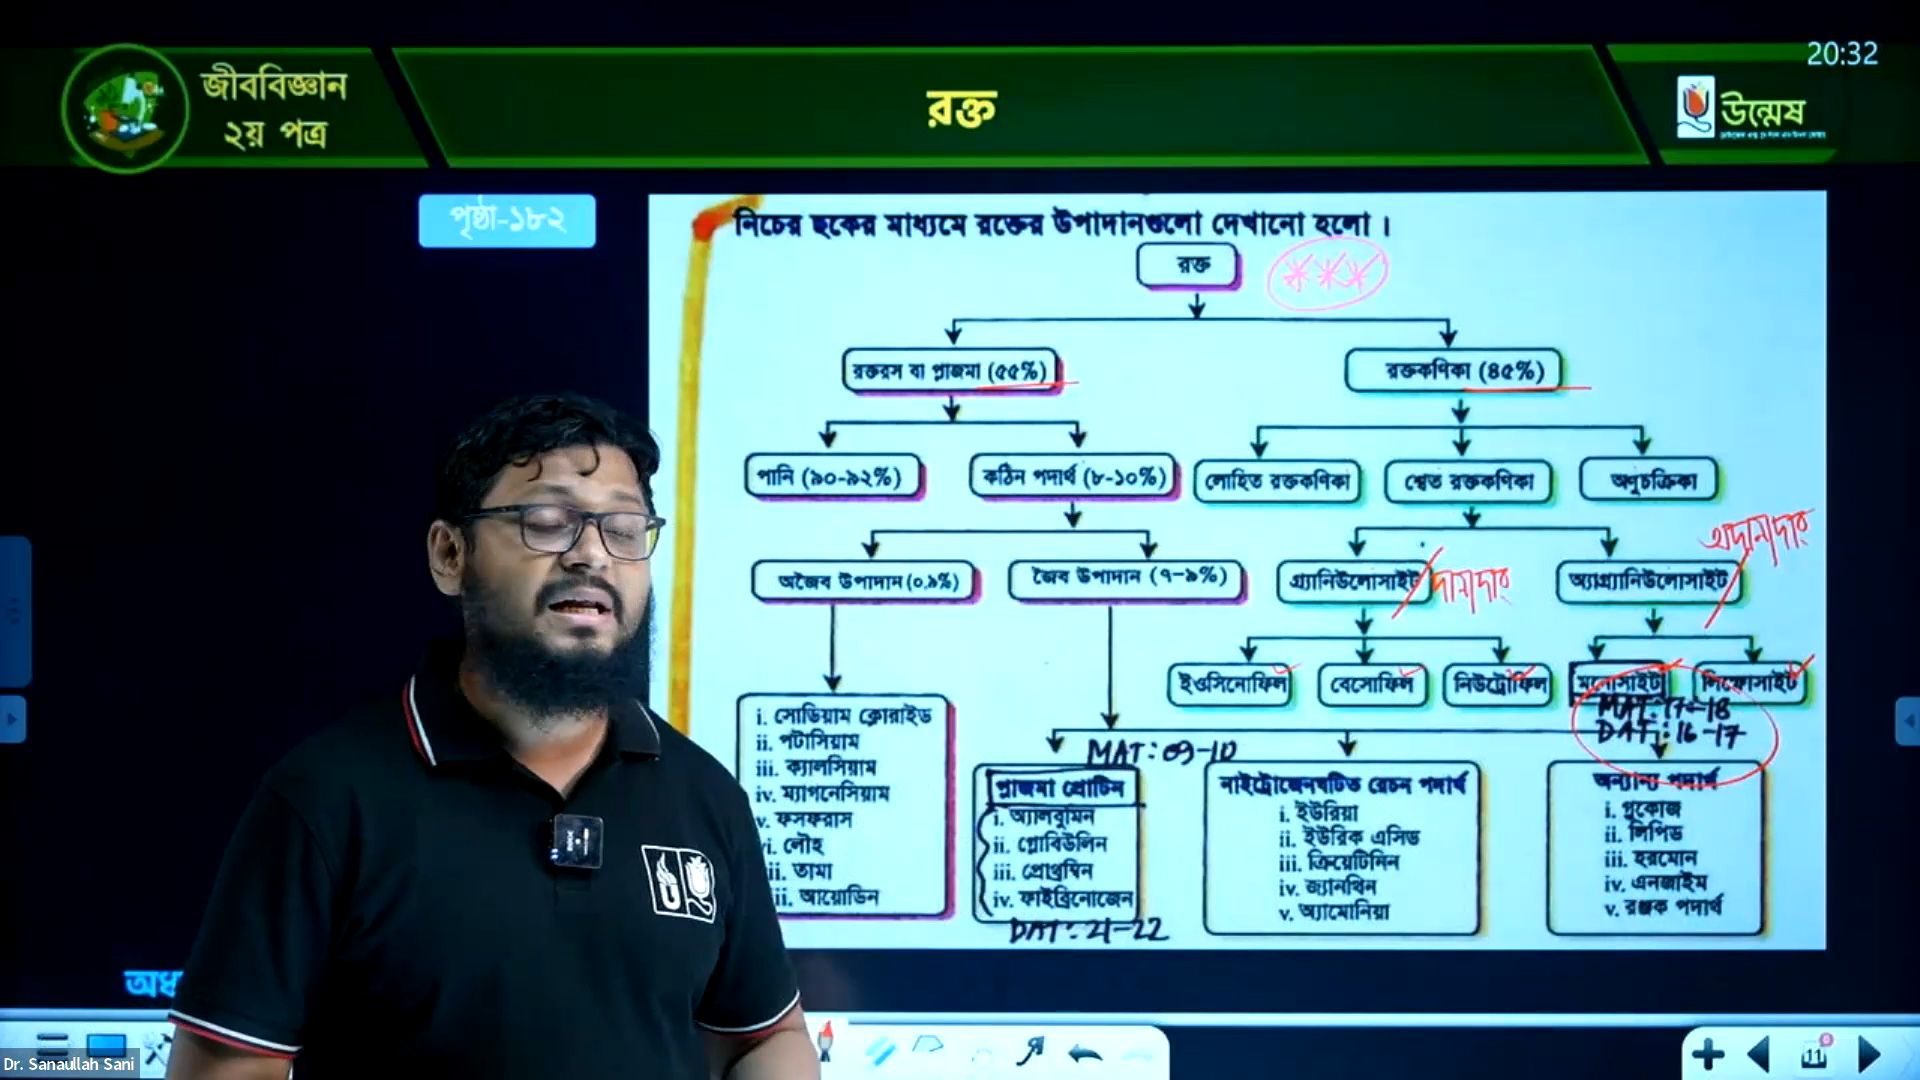 20:32
জীববিজ্ঞান
২য় পত্র
রক্ত
উন্মেষ
পৃষ্ঠা-১৮২
নিচের ছকের মাধ্যমে রক্তের উপাদানগুলো দেখানো হলো ।
রক্ত
রক্তরস বা প্লাজমা (৫৫%)
রক্তকণিকা (৪৫%)
পানি (৯০-৯২%)
কঠিন পদার্থ (৮-১০%)
লোহিত রক্তকণিকা
শ্বেত রক্তকণিকা
অণুচক্রিকা
অদানাদার
অজৈব উপাদান (০.৯%)
জৈব উপাদান (৭-৯%)
গ্র্যানিউলোসাইট
দানাদার
অ্যাগ্র্যানিউলোসাইট
ইওসিনোফিল
বেসোফিল
নিউট্রোফিল
মনোসাইট
লিম্ফোসাইট
MAT: 17-18
DAT: 16-17
i. সোডিয়াম ক্লোরাইড
ii. পটাসিয়াম
iii. ক্যালসিয়াম
iv. ম্যাগনেসিয়াম
v. ফসফরাস
i. লৌহ
ii. তামা
ii. আয়োডিন
MAT: 09-10
প্লাজমা প্রোটিন
i. অ্যালবুমিন
ii. গ্লোবিউলিন
iii. প্রোথ্রম্বিন
iv. ফাইব্রিনোজেন
DAT: 21-22
নাইট্রোজেনঘটিত রেচন পদার্থ
i. ইউরিয়া
ii. ইউরিক এসিড
iii. ক্রিয়েটিনিন
iv. জ্যানথিন
v. অ্যামোনিয়া
অন্যান্য পদার্থ
i. গ্লুকোজ
ii. লিপিড
iii. হরমোন
iv. এনজাইম
v. রঞ্জক পদার্থ
Dr. Sanaullah Sani
11